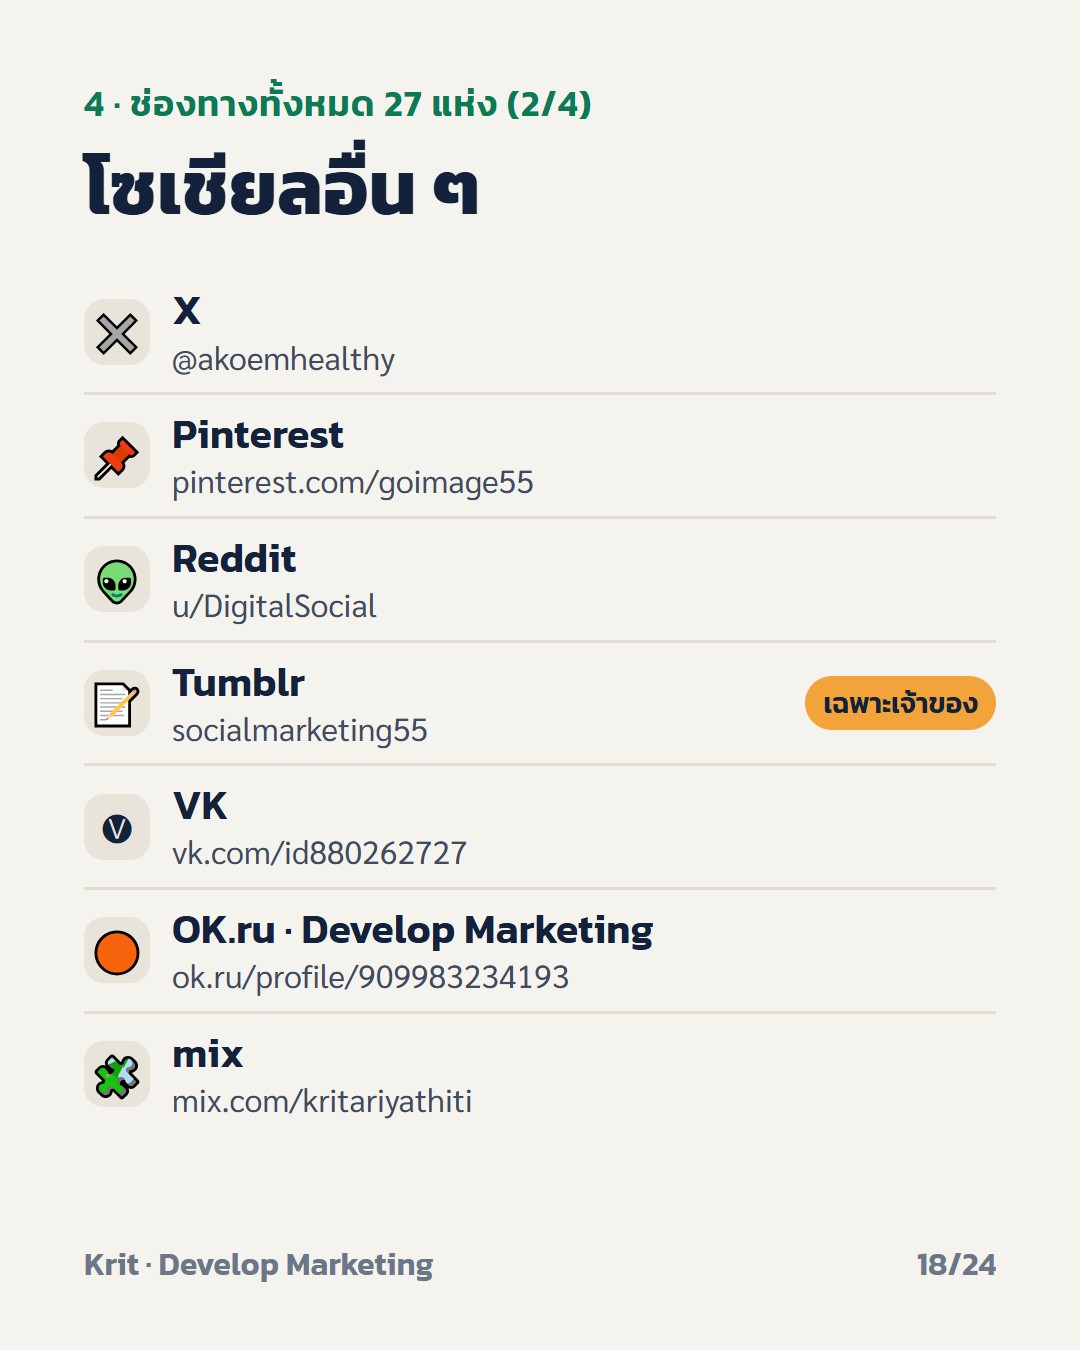 4 · ช่องทางทั้งหมด 27 แห่ง (2/4)
โซเชียลอื่น ๆ
X
@akoemhealthy
Pinterest
pinterest.com/goimage55
Reddit
u/DigitalSocial
Tumblr
socialmarketing55
เฉพาะเจ้าของ
V
VK
vk.com/id880262727
OK.ru · Develop Marketing
ok.ru/profile/909983234193
mix
mix.com/kritariyathiti
Krit · Develop Marketing
18/24